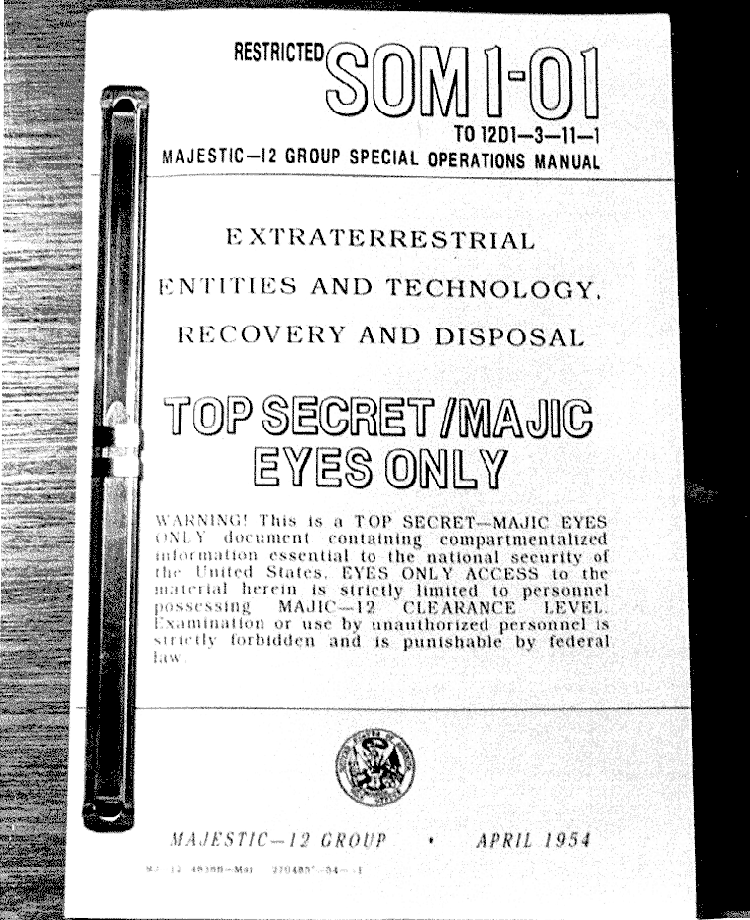 RESTRICTED SOM 1-01
TO 12D1—3—11—1
MAJESTIC—12 GROUP SPECIAL OPERATIONS MANUAL
EXTRATERRESTRIAL
ENTITIES AND TECHNOLOGY,
RECOVERY AND DISPOSAL
TOP SECRET/MAJIC
EYES ONLY
WARNING! This is a TOP SECRET—MAJIC EYES
ONLY document containing compartmentalized
information essential to the national security of
the United States. EYES ONLY ACCESS to the
material herein is strictly limited to personnel
possessing MAJIC—12 CLEARANCE LEVEL.
Examination or use by unauthorized personnel is
strictly forbidden and is punishable by federal
law.
MAJESTIC—12 GROUP • APRIL 1954